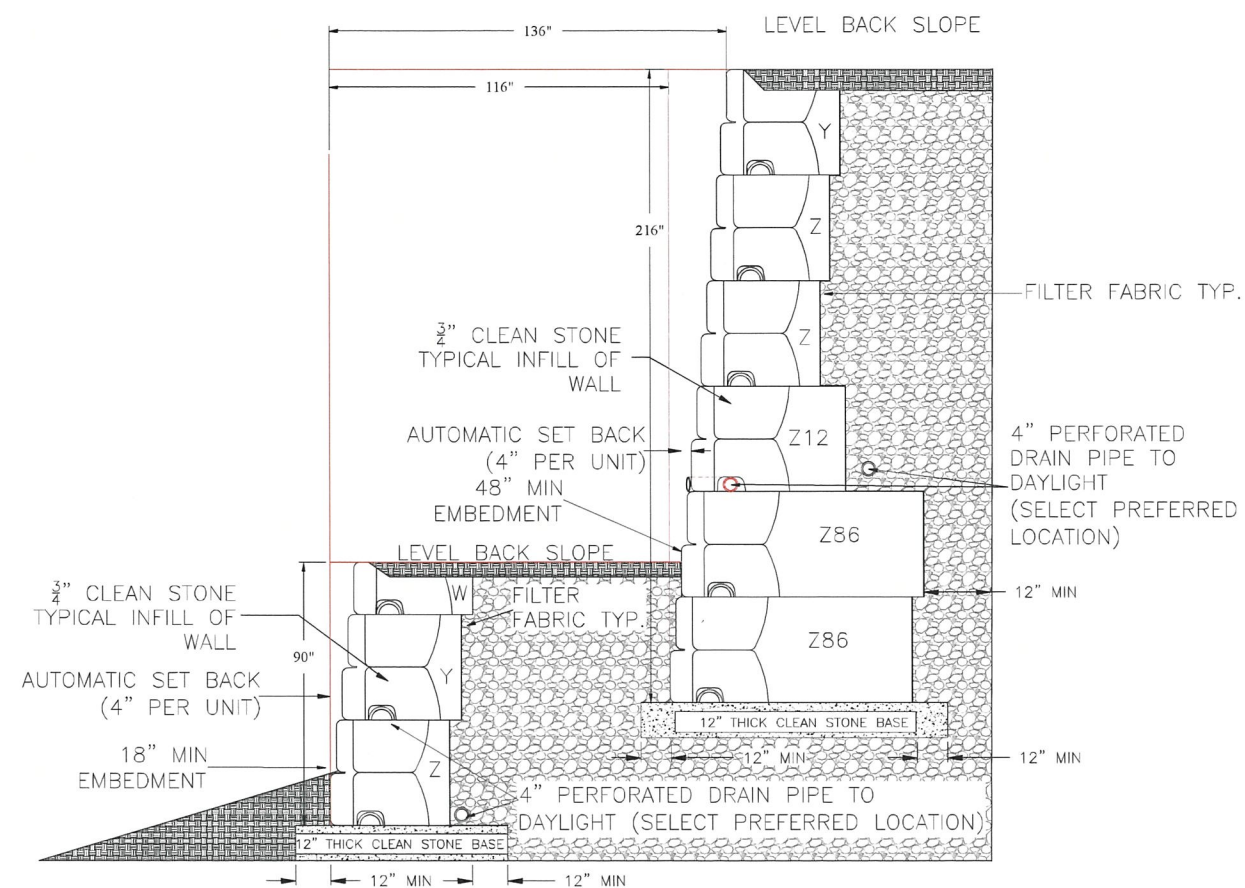 LEVEL BACK SLOPE
136"
116"
Y
Z
216"
FILTER FABRIC TYP.
Z
¾" CLEAN STONE
TYPICAL INFILL OF
WALL
Z12
AUTOMATIC SET BACK
(4" PER UNIT)
4" PERFORATED
DRAIN PIPE TO
DAYLIGHT
(SELECT PREFERRED
LOCATION)
48" MIN
EMBEDMENT
Z86
LEVEL BACK SLOPE
¾" CLEAN STONE
TYPICAL INFILL OF
WALL
W
FILTER
FABRIC TYP.
12" MIN
Z86
90"
Y
AUTOMATIC SET BACK
(4" PER UNIT)
12" THICK CLEAN STONE BASE
18" MIN
EMBEDMENT
Z
12" MIN
12" MIN
4" PERFORATED DRAIN PIPE TO
DAYLIGHT (SELECT PREFERRED LOCATION)
12" THICK CLEAN STONE BASE
12" MIN
12" MIN